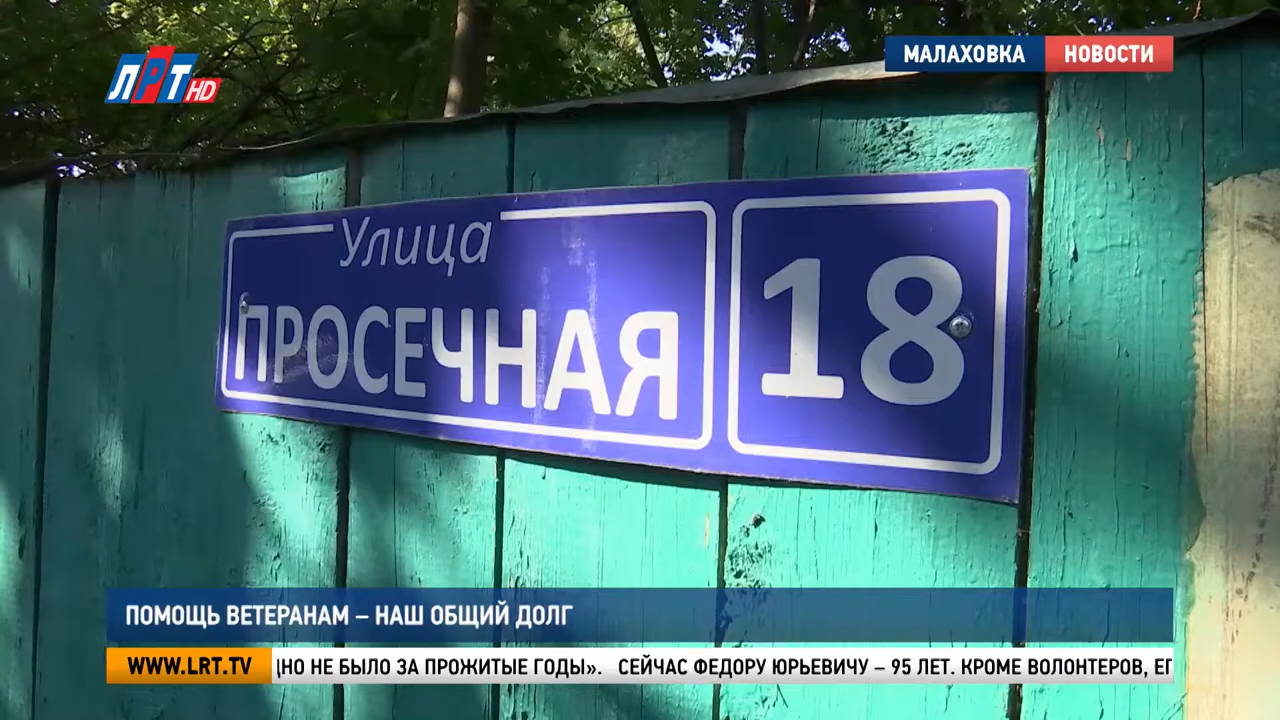 ЛРТ HD
МАЛАХОВКА НОВОСТИ
Улица
ПРОСЕЧНАЯ 18
ПОМОЩЬ ВЕТЕРАНАМ – НАШ ОБЩИЙ ДОЛГ
WWW.LRT.TV НО НЕ БЫЛО ЗА ПРОЖИТЫЕ ГОДЫ». СЕЙЧАС ФЕДОРУ ЮРЬЕВИЧУ – 95 ЛЕТ. КРОМЕ ВОЛОНТЕРОВ,